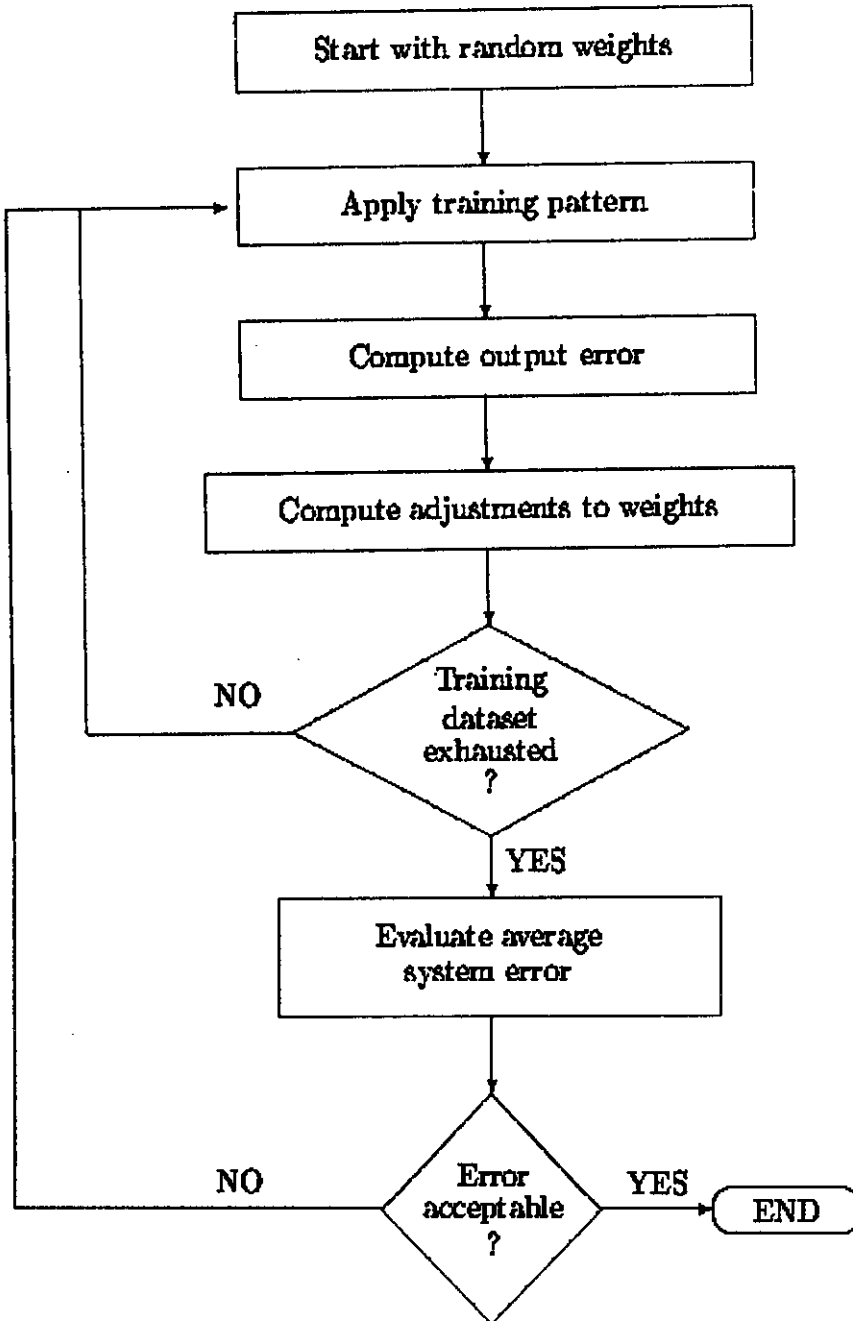 Start with random weights
Apply training pattern
Compute output error
Compute adjustments to weights
Training
dataset
exhausted
?
NO
YES
Evaluate average
system error
Error
acceptable
?
NO
YES
END